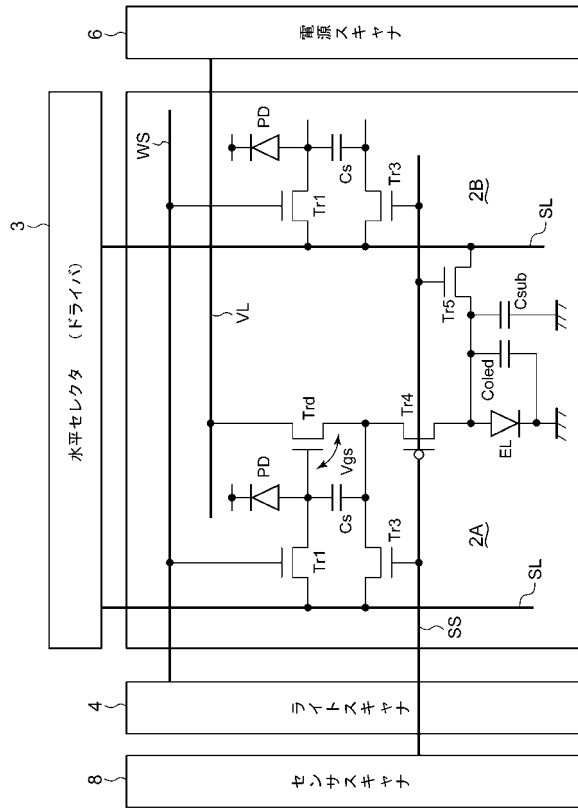 8
センサスキャナ
4
ライトスキャナ
3
水平セレクタ (ドライバ)
6
電源スキャナ
WS
VL
SS
SL
2A
PD
Tr1
Cs
Tr3
Trd
Vgs
Tr4
EL
Coled
Csub
Tr5
PD
Tr1
Cs
Tr3
2B
SL